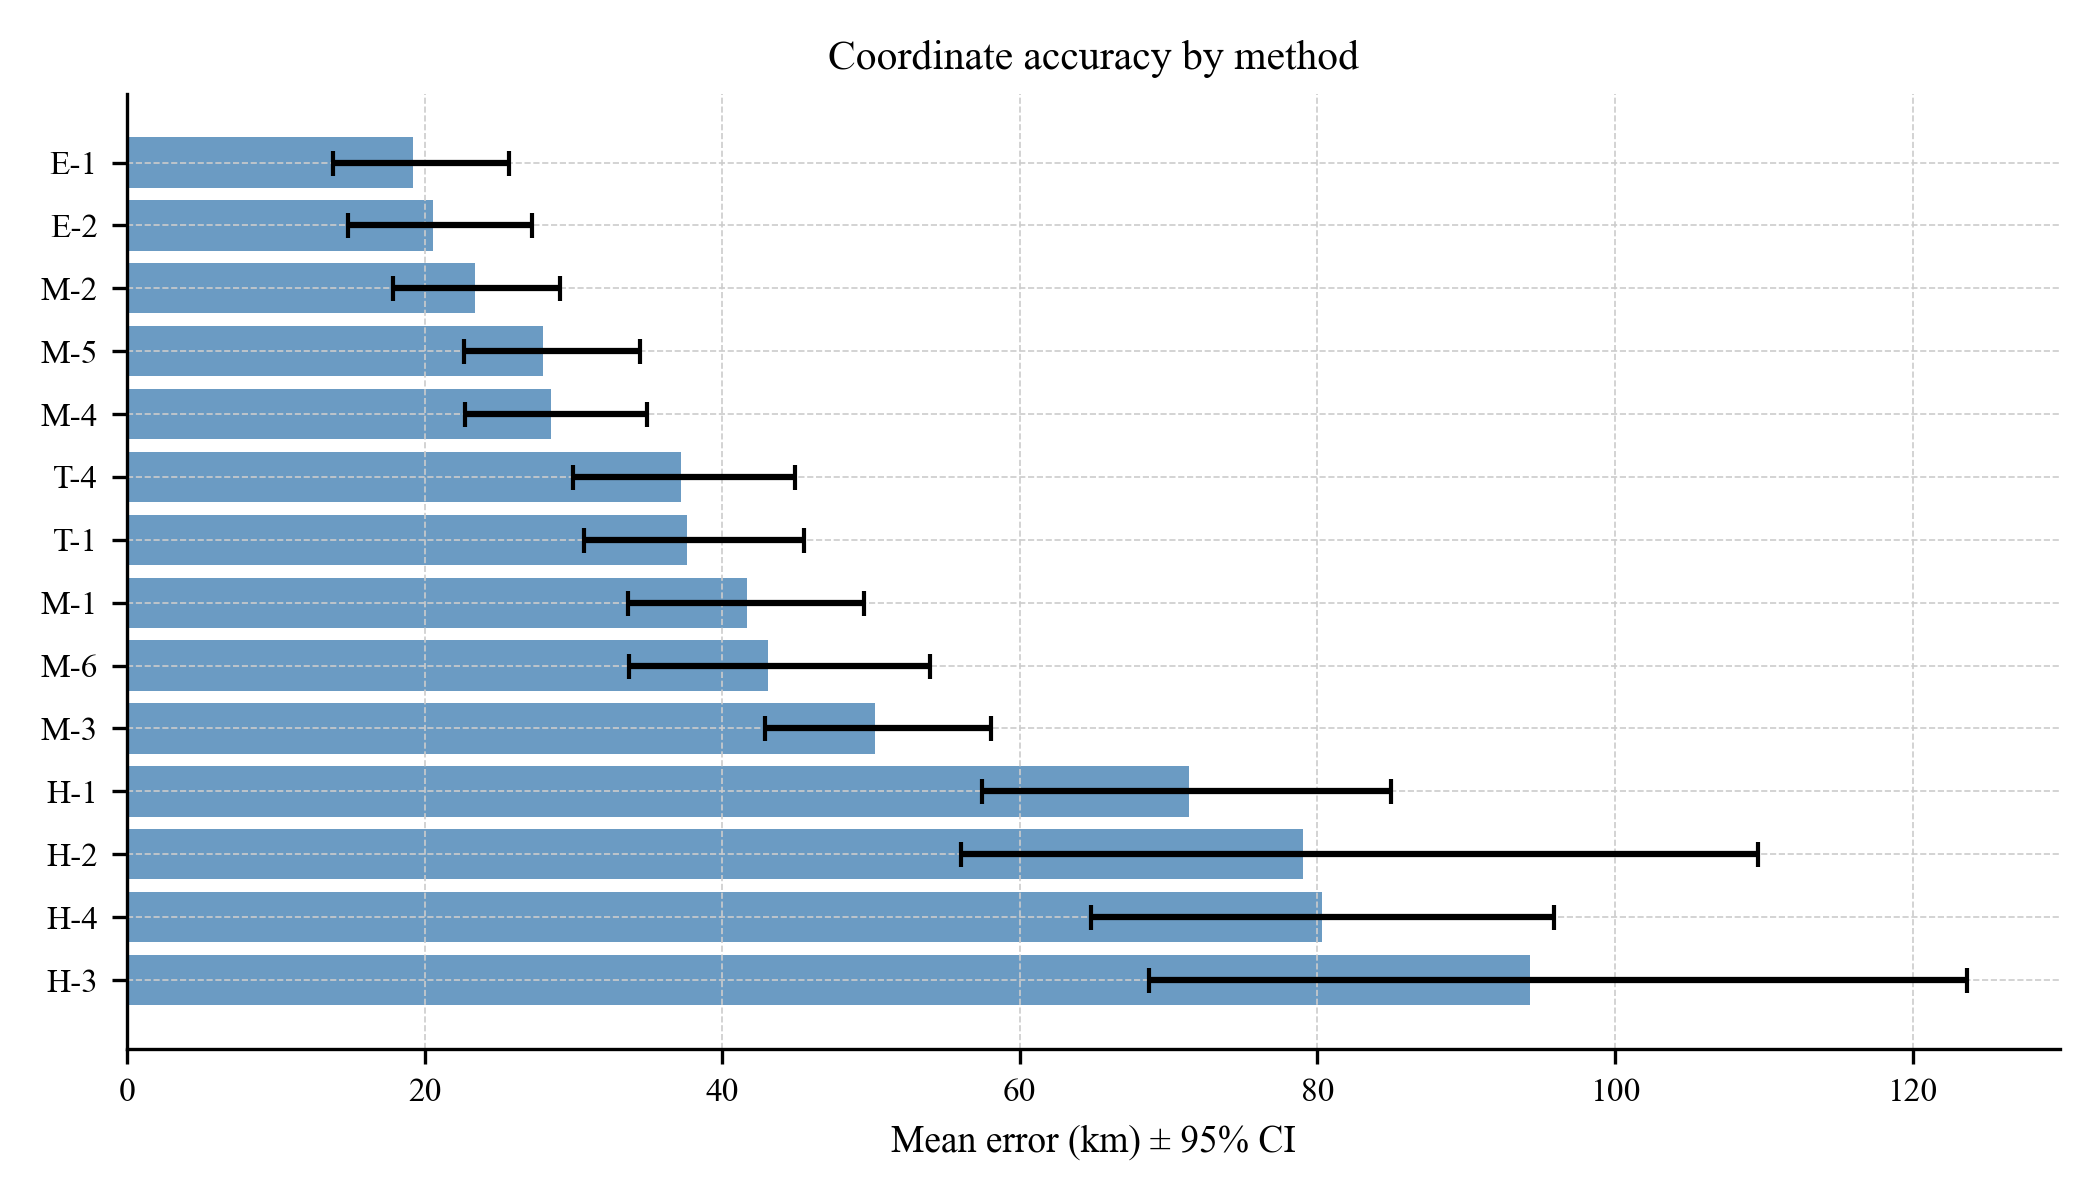 Coordinate accuracy by method
E-1
E-2
M-2
M-5
M-4
T-4
T-1
M-1
M-6
M-3
H-1
H-2
H-4
H-3
0 20 40 60 80 100 120
Mean error (km) ± 95% CI